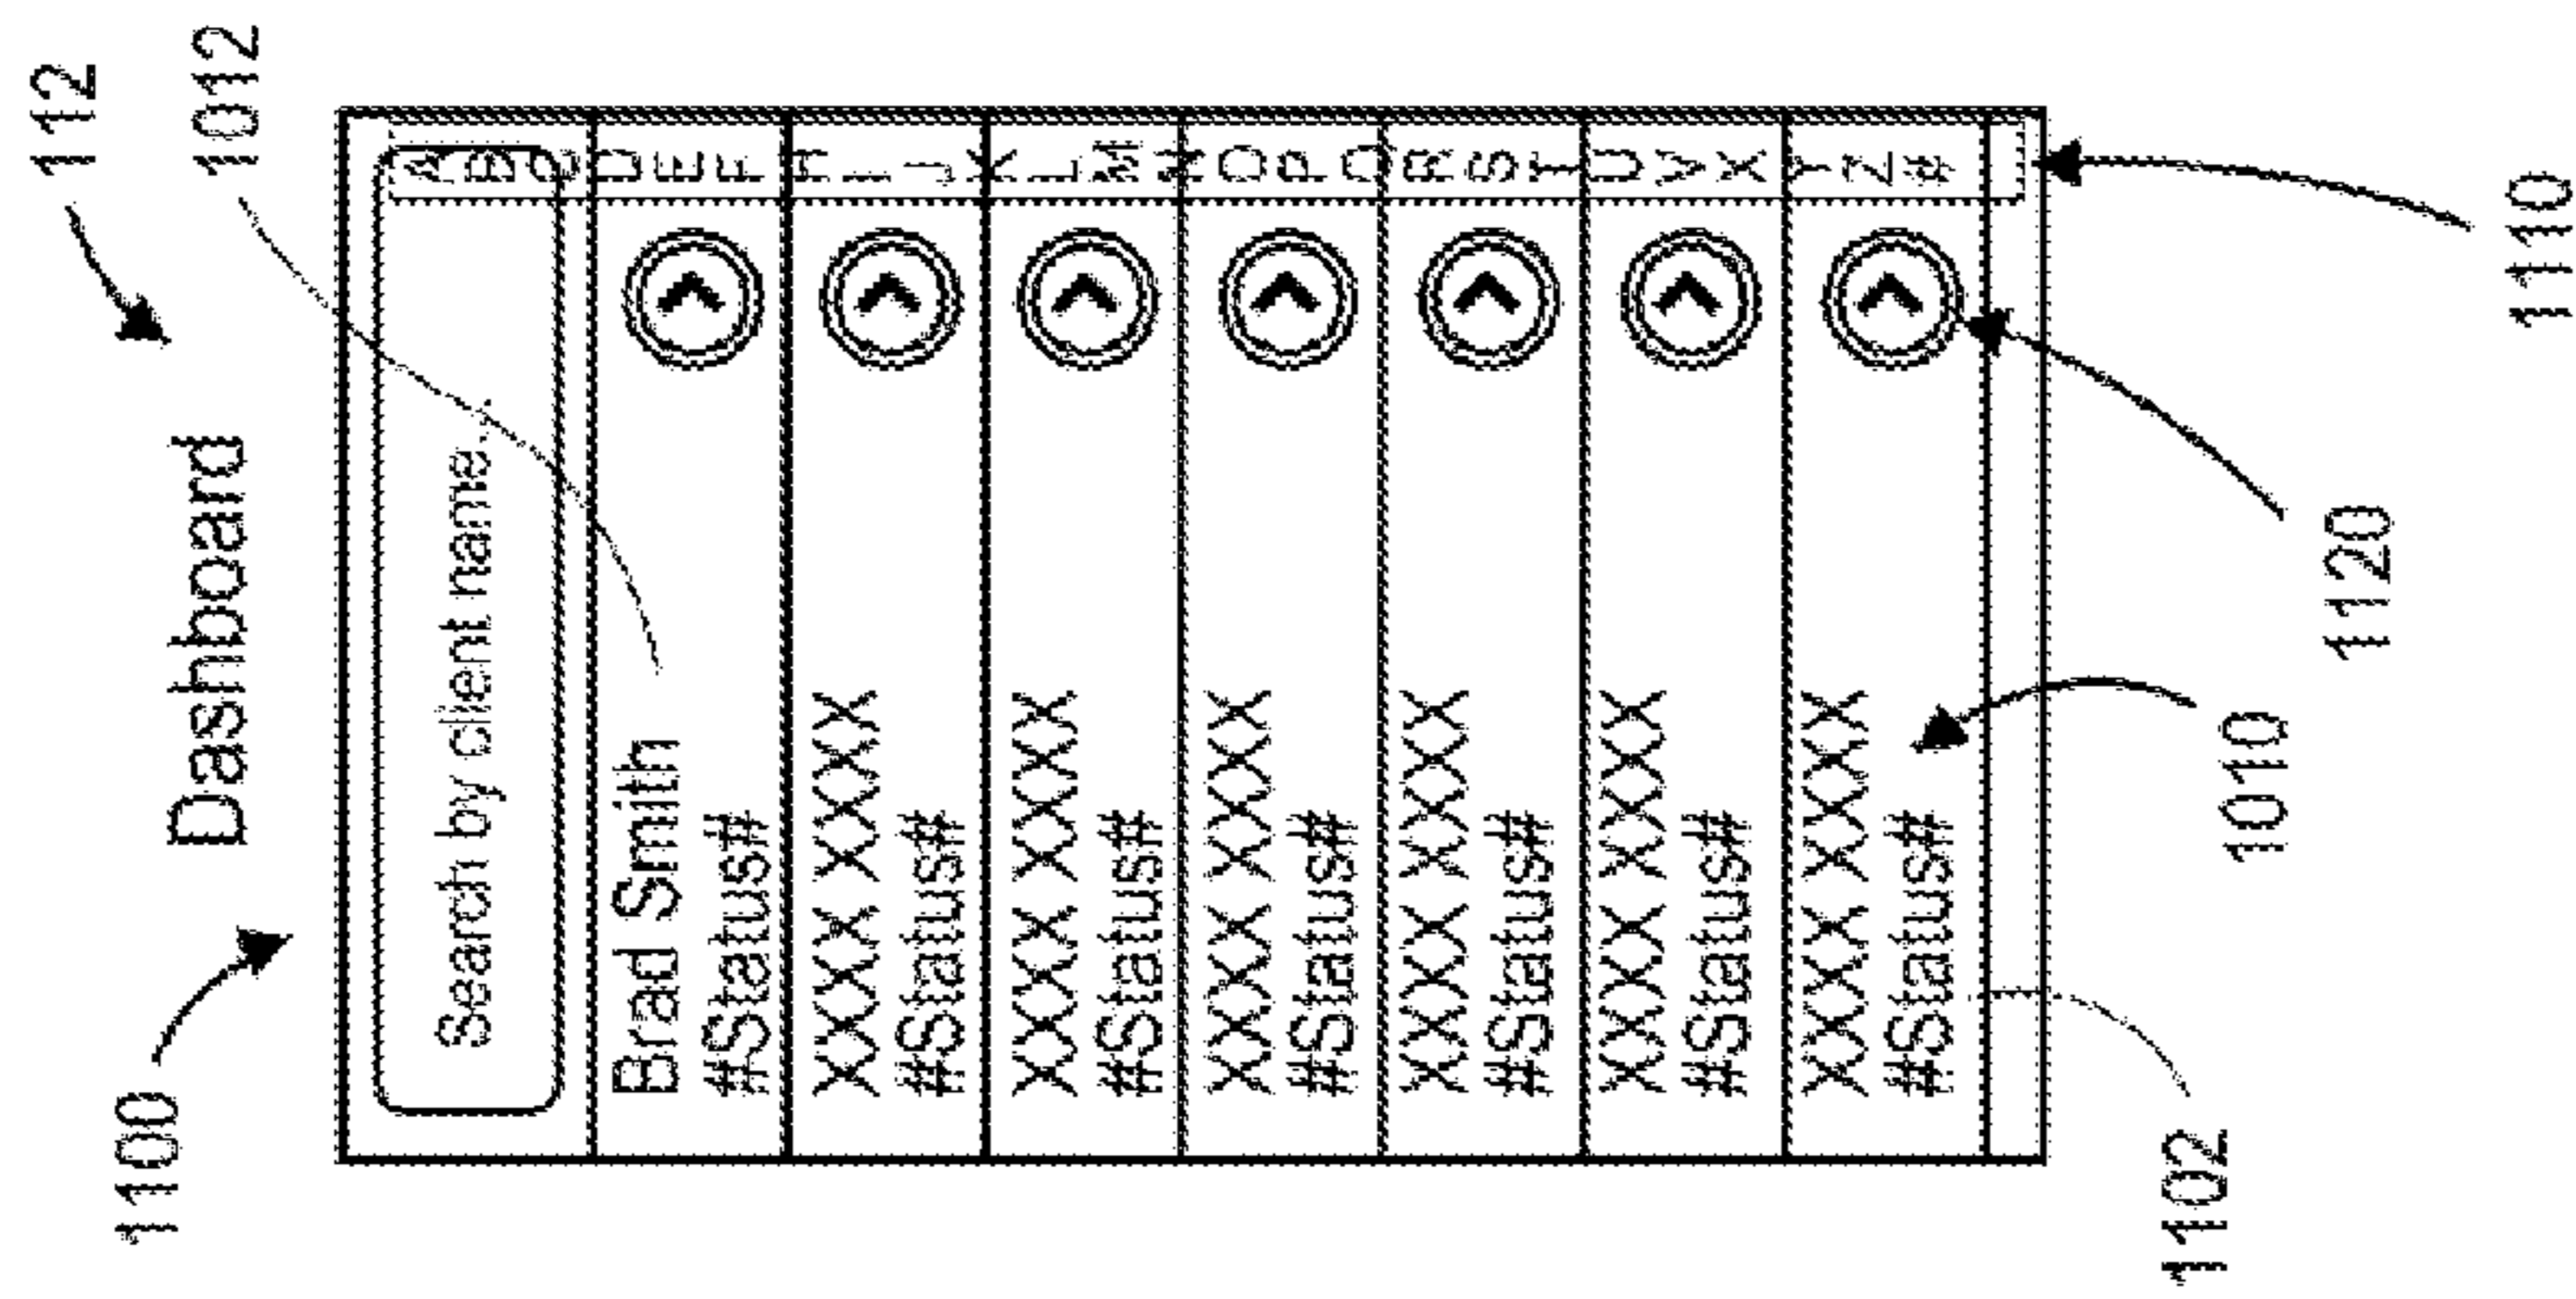 112
1100
Dashboard
1012
Search by client name...
A
B
C
D
E
F
H
I
J
K
L
M
N
O
P
Q
R
S
T
U
V
X
Y
Z
#
Brad Smith
#Status#
XXXX XXXX
#Status#
XXXX XXXX
#Status#
XXXX XXXX
#Status#
XXXX XXXX
#Status#
XXXX XXXX
#Status#
XXXX XXXX
#Status#
1102
1010
1120
1110